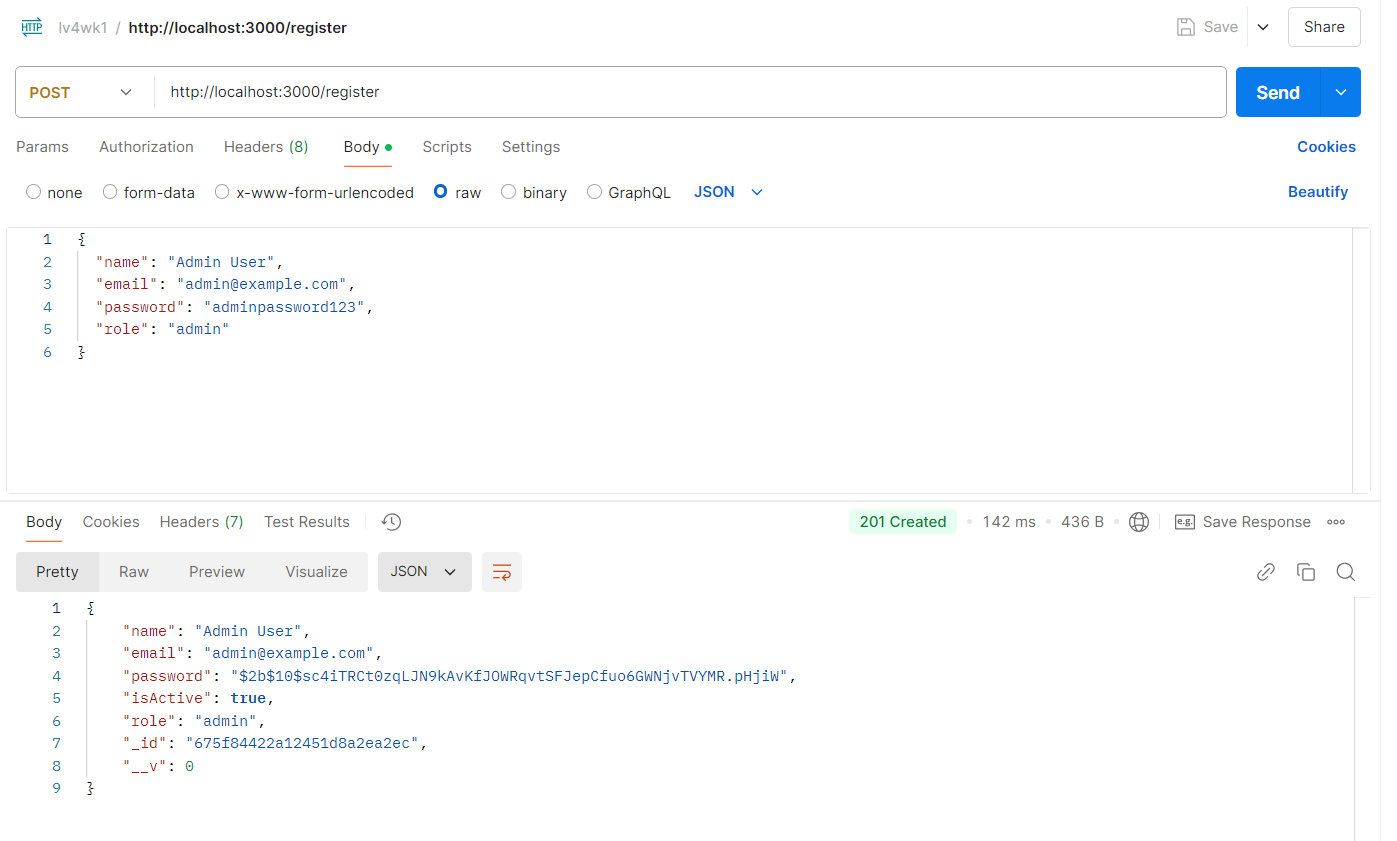 HTTP lv4wk1 / http://localhost:3000/register Save Share
POST http://localhost:3000/register Send
Params Authorization Headers (8) Body Scripts Settings Cookies
none form-data x-www-form-urlencoded raw binary GraphQL JSON Beautify
1 {
2 "name": "Admin User",
3 "email": "admin@example.com",
4 "password": "adminpassword123",
5 "role": "admin"
6 }
Body Cookies Headers (7) Test Results 201 Created 142 ms 436 B e.g. Save Response
Pretty Raw Preview Visualize JSON
1 {
2 "name": "Admin User",
3 "email": "admin@example.com",
4 "password": "$2b$10$sc4iTRCt0zqLJN9kAvKfJOWRqvtSFJepCfuo6GWNjvTVYMR.pHjiW",
5 "isActive": true,
6 "role": "admin",
7 "_id": "675f84422a12451d8a2ea2ec",
8 "__v": 0
9 }